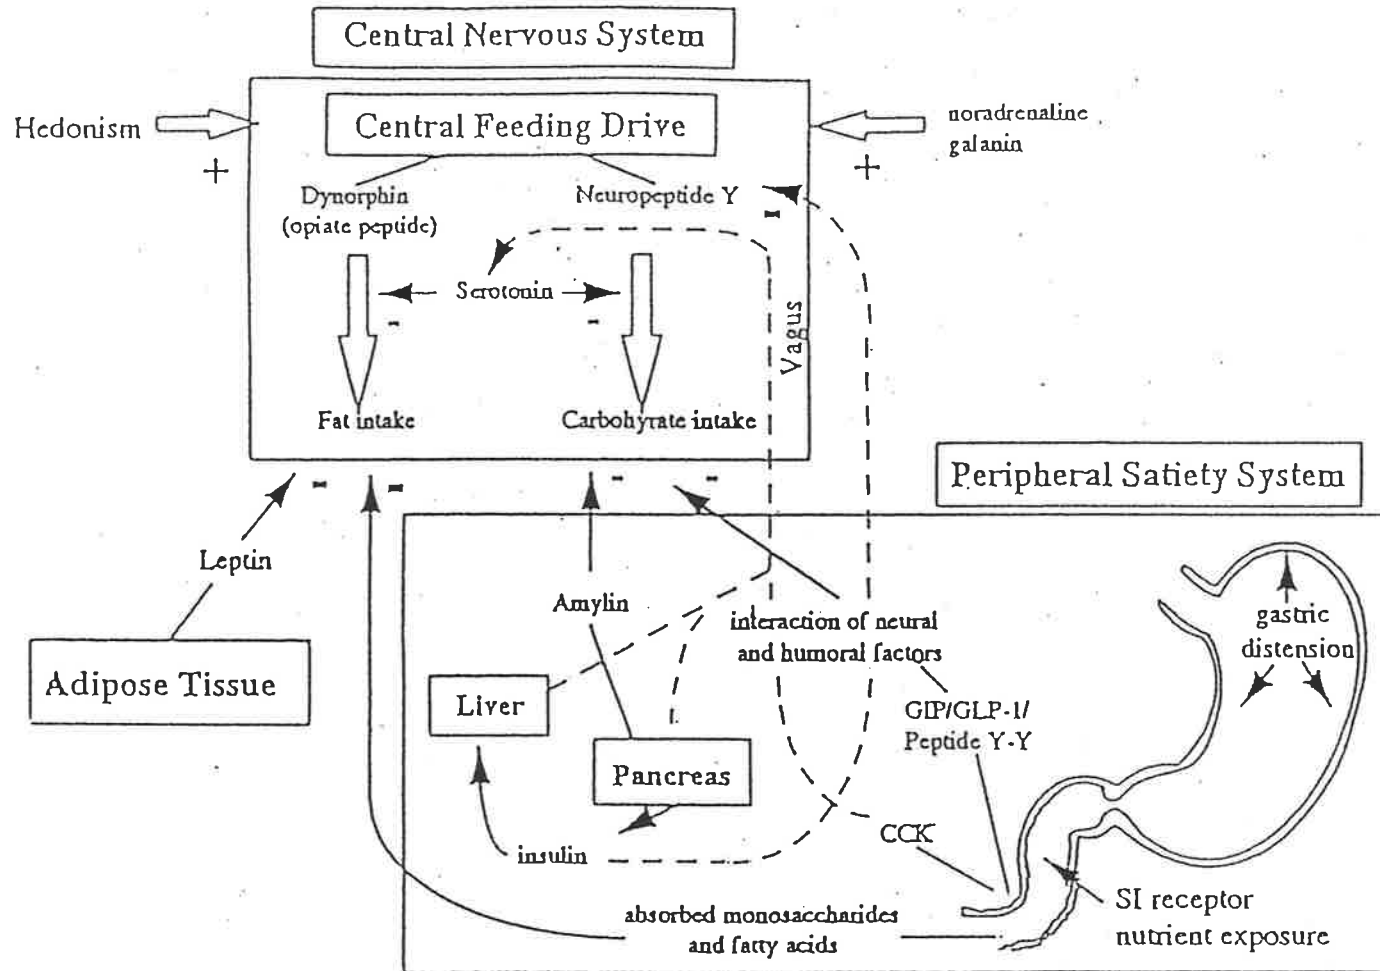 Central Nervous System
Hedonism
+
Central Feeding Drive
noradrenaline
galanin
+
Dynorphin
(opiate peptide)
Neuropeptide Y
-
Serotonin
-
-
Vagus
Fat intake
Carbohyrate intake
-
-
-
-
Peripheral Satiety System
Leptin
Adipose Tissue
Amylin
interaction of neural
and humoral factors
gastric
distension
Liver
GIP/GLP-1/
Peptide Y-Y
Pancreas
insulin
CCK
absorbed monosaccharides
and fatty acids
SI receptor
nutrient exposure